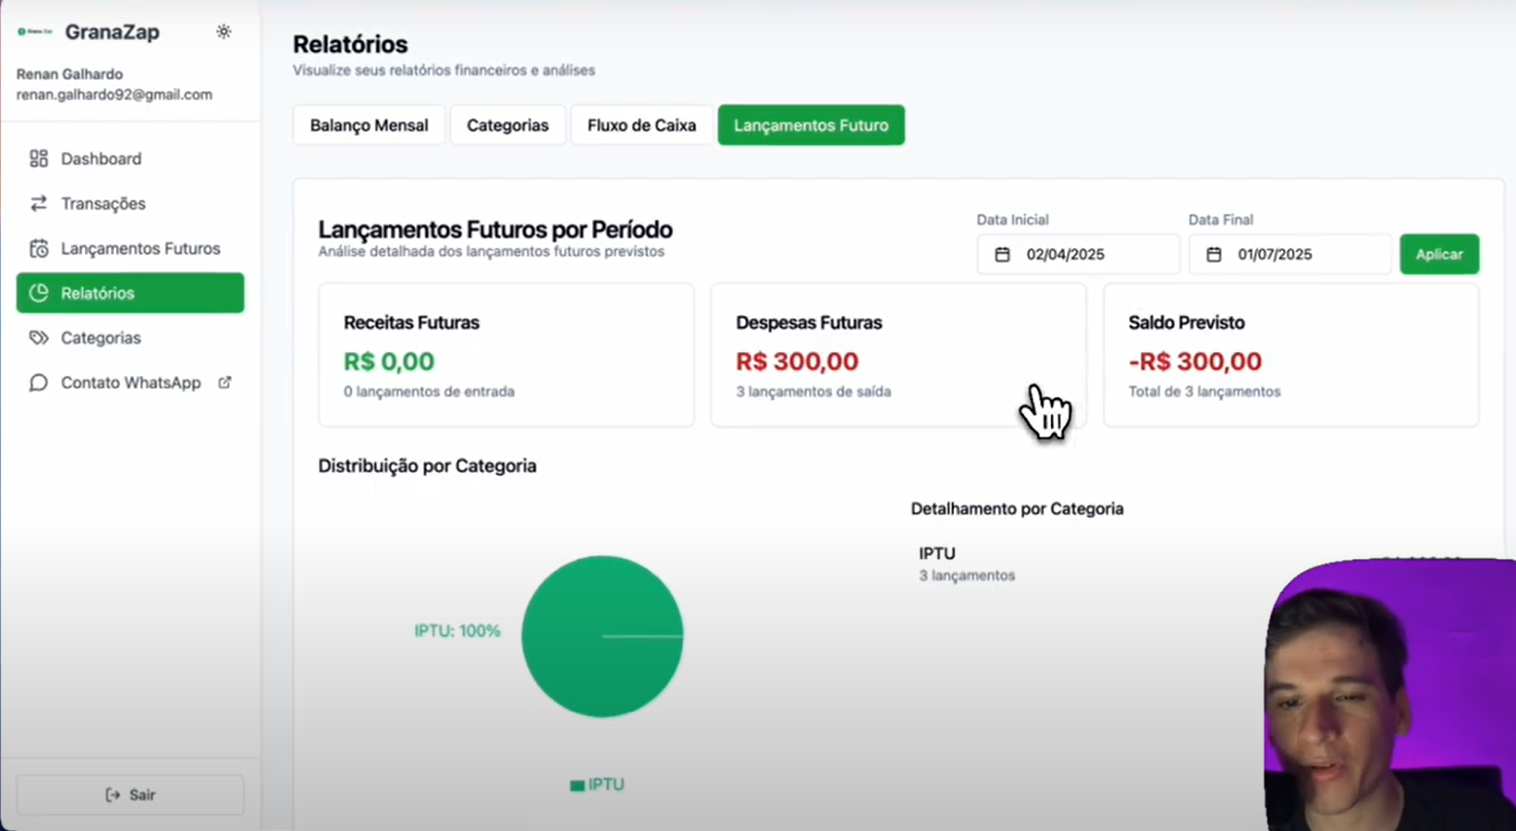 GranaZap
Renan Galhardo
renan.galhardo92@gmail.com
Dashboard
Transações
Lançamentos Futuros
Relatórios
Categorias
Contato WhatsApp
Sair
Relatórios
Visualize seus relatórios financeiros e análises
Balanço Mensal
Categorias
Fluxo de Caixa
Lançamentos Futuro
Lançamentos Futuros por Período
Análise detalhada dos lançamentos futuros previstos
Data Inicial
02/04/2025
Data Final
01/07/2025
Aplicar
Receitas Futuras
R$ 0,00
0 lançamentos de entrada
Despesas Futuras
R$ 300,00
3 lançamentos de saída
Saldo Previsto
-R$ 300,00
Total de 3 lançamentos
Distribuição por Categoria
IPTU: 100%
IPTU
Detalhamento por Categoria
IPTU
3 lançamentos